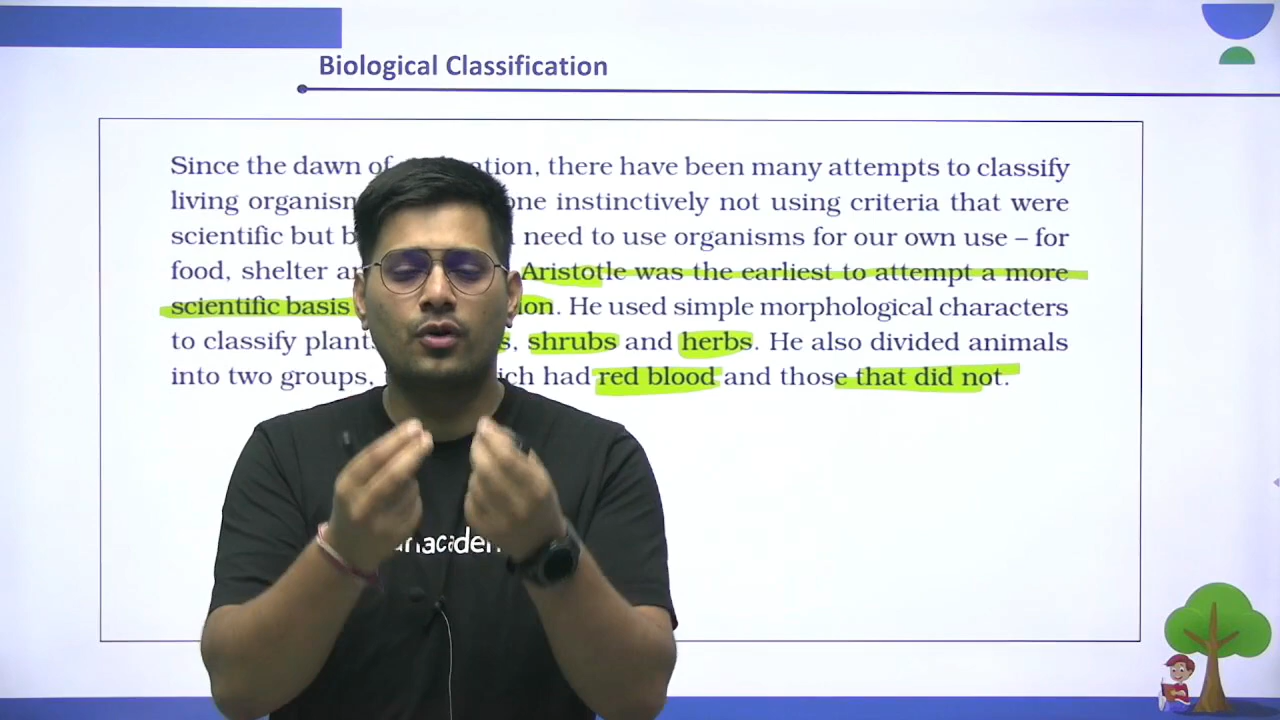 Biological Classification
Since the dawn of ation, there have been many attempts to classify
living organism one instinctively not using criteria that were
scientific but b need to use organisms for our own use – for
food, shelter an Aristotle was the earliest to attempt a more
scientific basis ion. He used simple morphological characters
to classify plant s, shrubs and herbs. He also divided animals
into two groups, ich had red blood and those that did not.
unacaden